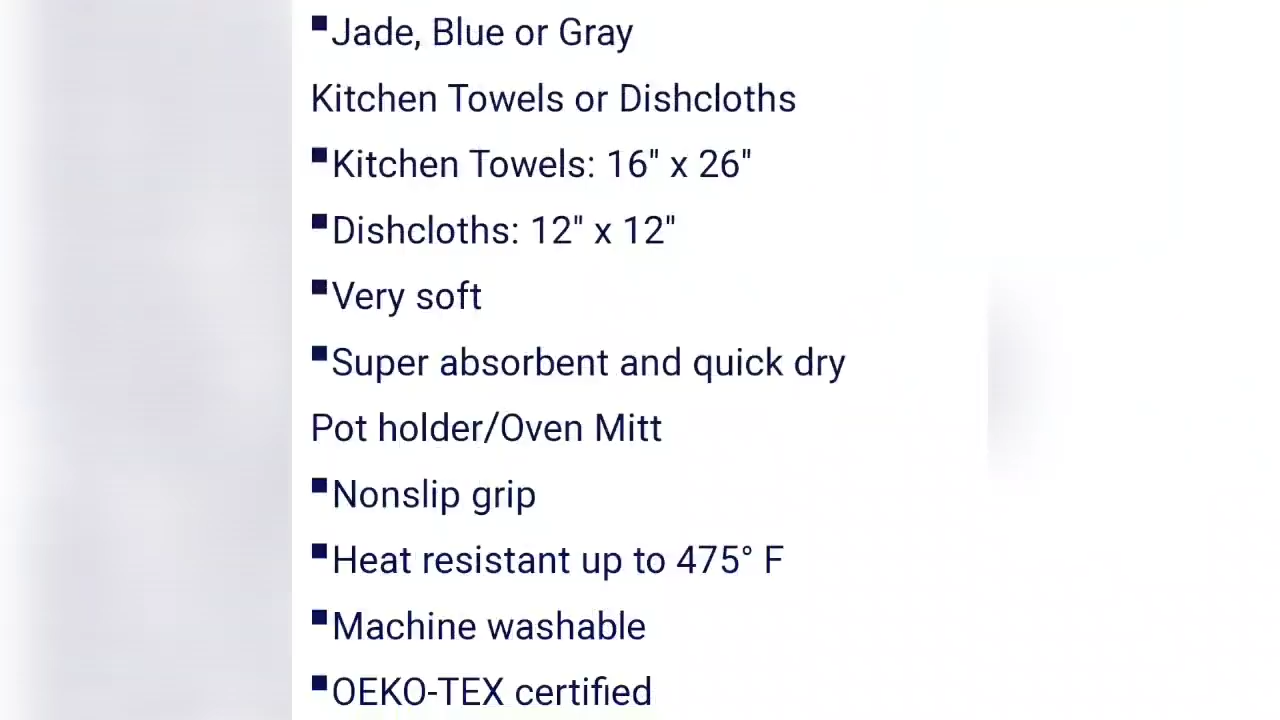 ▪Jade, Blue or Gray
Kitchen Towels or Dishcloths
▪Kitchen Towels: 16" x 26"
▪Dishcloths: 12" x 12"
▪Very soft
▪Super absorbent and quick dry
Pot holder/Oven Mitt
▪Nonslip grip
▪Heat resistant up to 475° F
▪Machine washable
▪OEKO-TEX certified